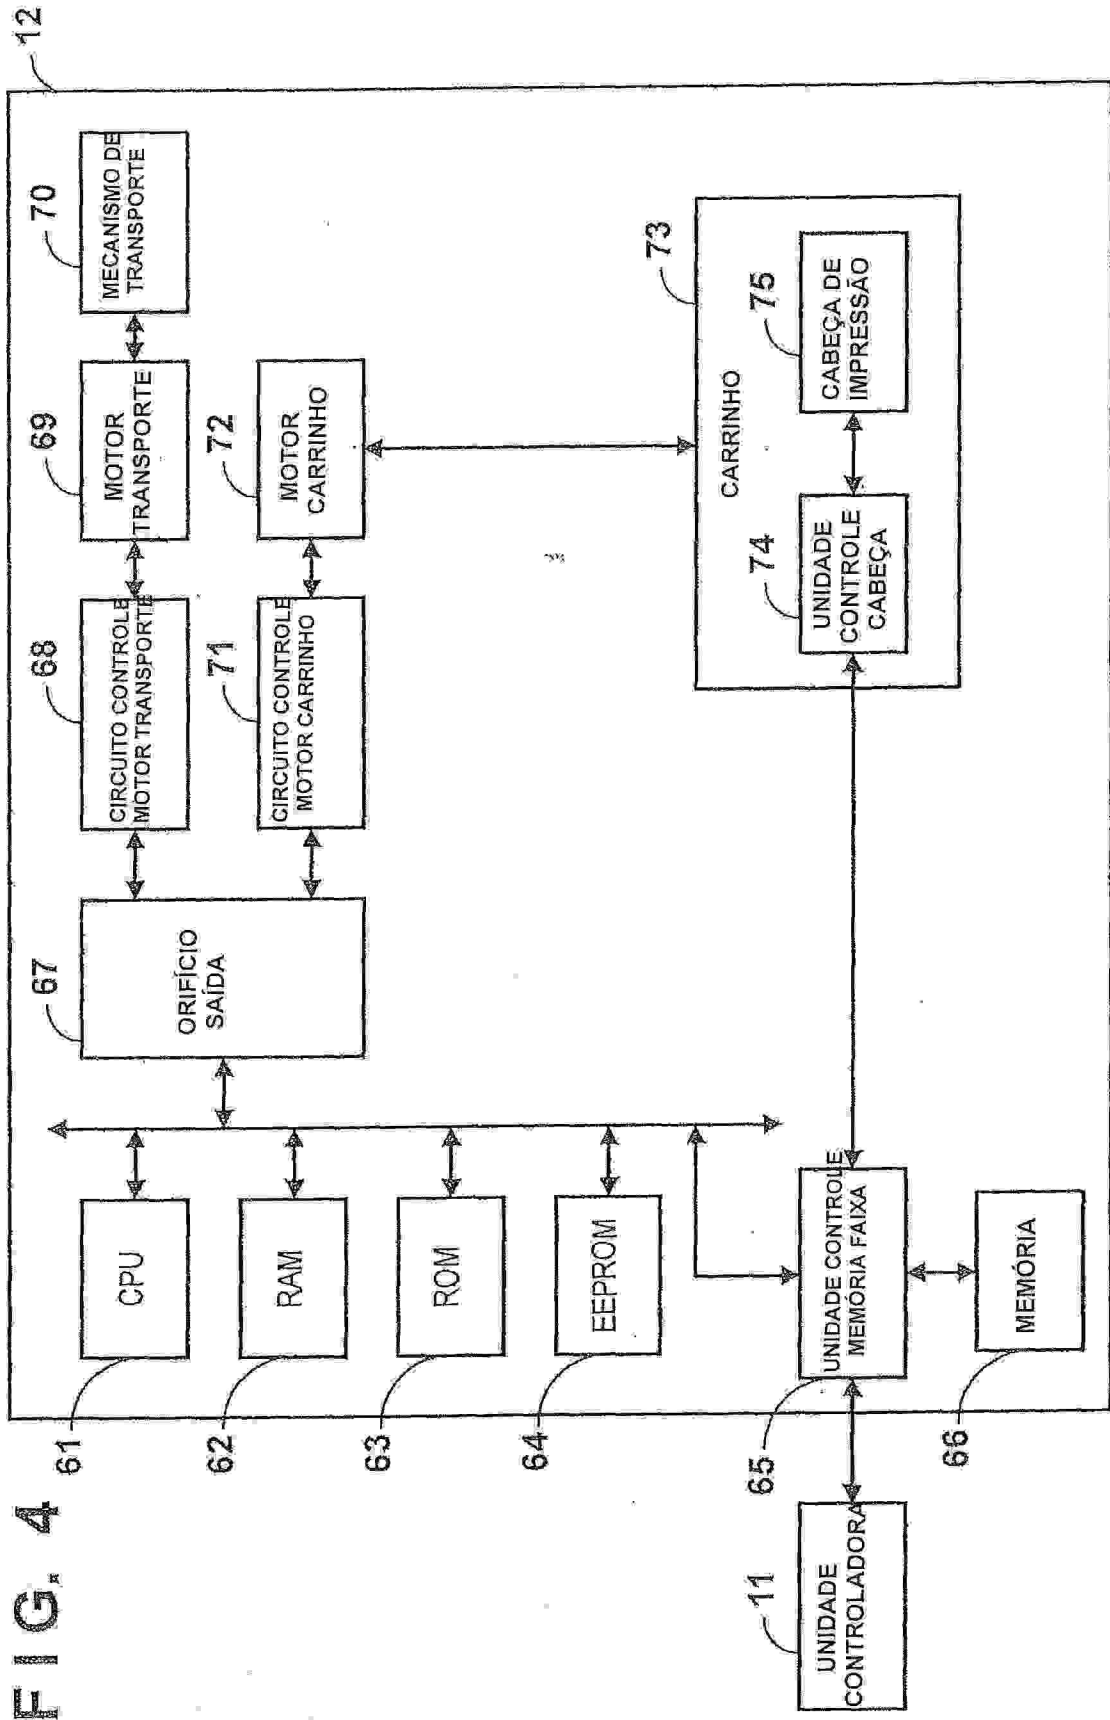 FIG. 4
12
61
CPU
62
RAM
63
ROM
64
EEPROM
67
ORIFÍCIO
SAÍDA
68
CIRCUITO CONTROLE
MOTOR TRANSPORTE
69
MOTOR
TRANSPORTE
70
MECANISMO DE
TRANSPORTE
71
CIRCUITO CONTROLE
MOTOR CARRINHO
72
MOTOR
CARRINHO
73
CARRINHO
74
UNIDADE
CONTROLE
CABEÇA
75
CABEÇA DE
IMPRESSÃO
11
UNIDADE
CONTROLADORA
65
UNIDADE CONTROLE
MEMÓRIA FAIXA
66
MEMÓRIA